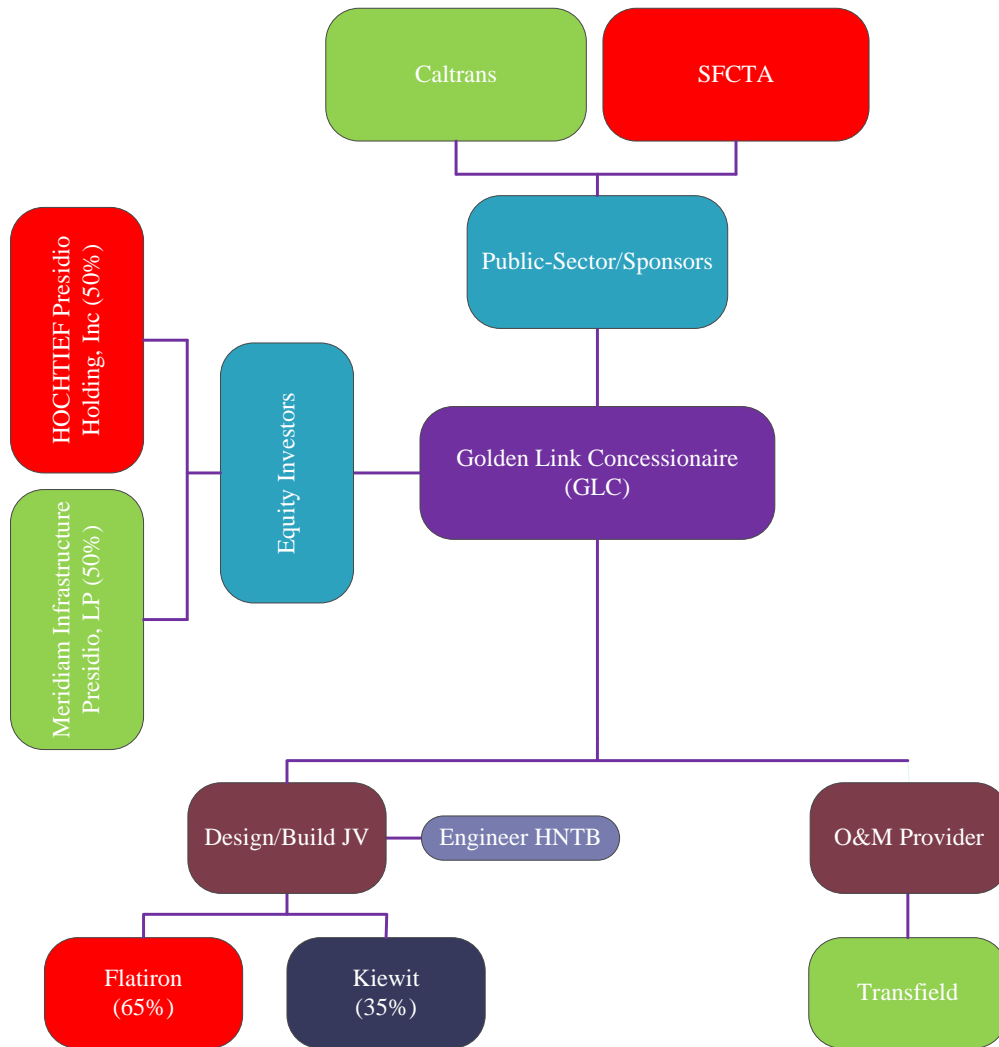 Caltrans
SFCTA
Public-Sector/Sponsors
HOCHTIEF Presidio
Holding, Inc (50%)
Meridiam Infrastructure
Presidio, LP (50%)
Equity Investors
Golden Link Concessionaire
(GLC)
Design/Build JV
Engineer HNTB
O&M Provider
Flatiron
(65%)
Kiewit
(35%)
Transfield